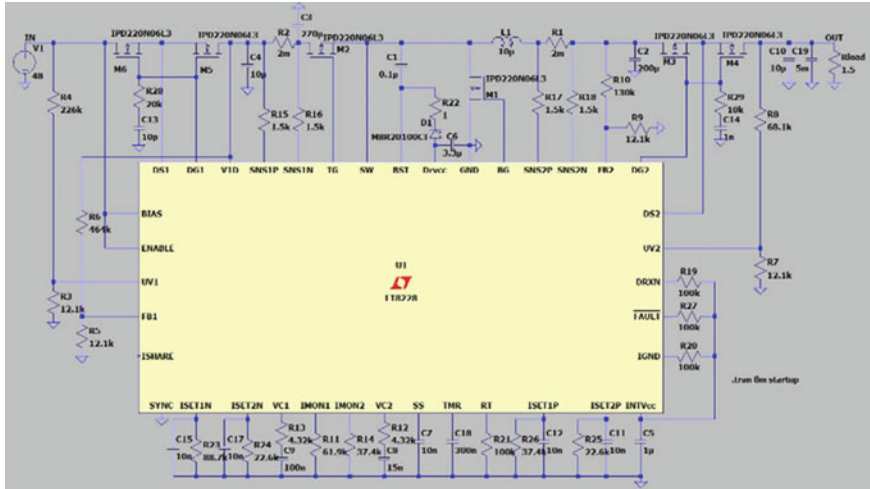 IN
V1
48
R4
226k
M6
IPD220N06L3
IPD220N06L3
M5
R28
20k
C13
10p
C4
10µ
R2
2m
C3
270µ
IPD220N06L3
M2
R15
1.5k
R16
1.5k
C1
0.1µ
R22
1
D1
MBR20100CT
C6
3.3µ
IPD220N06L3
M1
L1
10µ
R1
2m
R17
1.5k
R18
1.5k
C2
200µ
R10
130k
R9
12.1k
IPD220N06L3
M3
IPD220N06L3
M4
R29
10k
C14
1n
C10
10µ
C19
5m
OUT
Rload
1.5
R8
68.1k
DS1 DG1 V1D SNS1P SNS1N TG SW BST Drvcc GND BG SNS2P SNS2N FB2 DG2
R6
464k
BIAS
DS2
ENABLE
UV2
R7
12.1k
U1
LT8228
UV1
DRXN
R19
100k
R3
12.1k
FB1
FAULT
R27
100k
R5
12.1k
ISHARE
IGND
R20
100k
.tran 6m startup
SYNC ISET1N ISET2N VC1 IMON1 IMON2 VC2 SS TMR RT ISET1P ISET2P INTVcc
C15
10n
R23
88.7k
C17
10n
R24
22.6k
R13
4.32k
C9
100n
R11
61.9k
R14
37.4k
R12
4.32k
C8
15n
C7
10n
C18
300n
R21
100k
R26
37.4k
C12
10n
R25
22.6k
C11
10n
C5
1µ